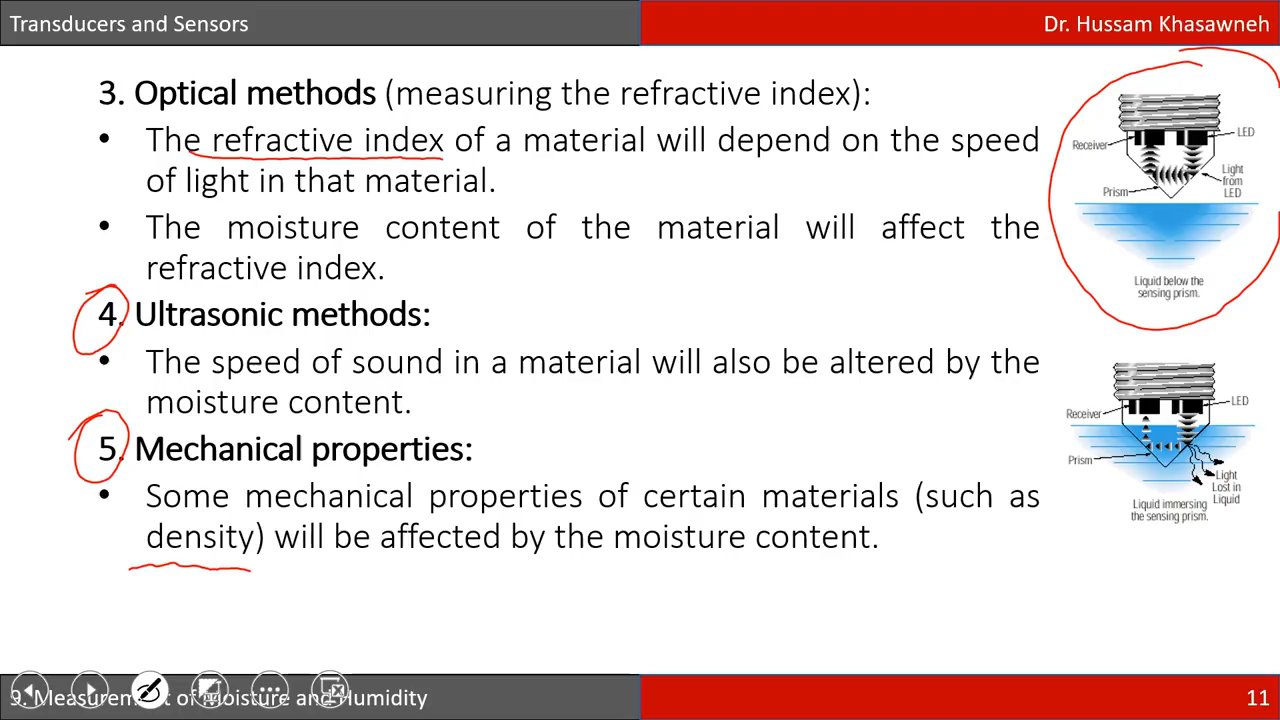 Transducers and Sensors
Dr. Hussam Khasawneh
3. Optical methods (measuring the refractive index):
• The refractive index of a material will depend on the speed
of light in that material.
• The moisture content of the material will affect the
refractive index.
4. Ultrasonic methods:
• The speed of sound in a material will also be altered by the
moisture content.
5. Mechanical properties:
• Some mechanical properties of certain materials (such as
density) will be affected by the moisture content.
Receiver
LED
Prism
Light
from
LED
Liquid below the
sensing prism.
Receiver
LED
Prism
Light
Lost in
Liquid
Liquid immersing
the sensing prism.
9. Measurement of Moisture and Humidity
11